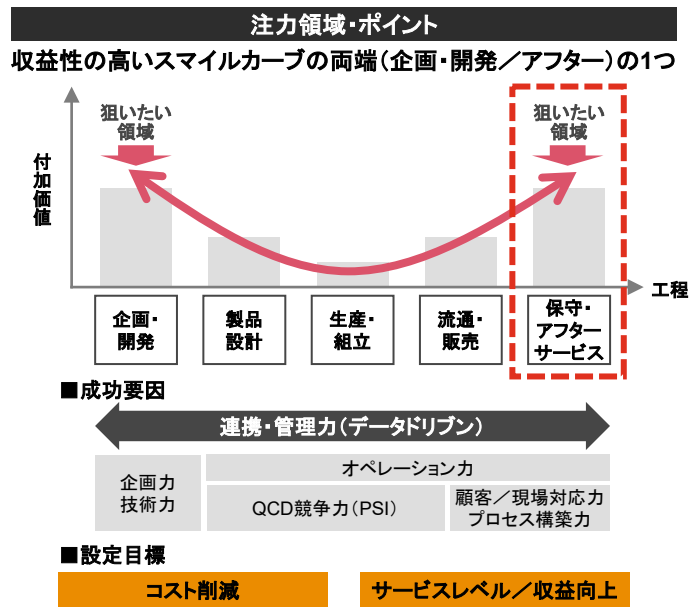 注力領域・ポイント
収益性の高いスマイルカーブの両端（企画・開発／アフター）の1つ
狙いたい
領域
狙いたい
領域
付加価値
工程
企画・
開発
製品
設計
生産・
組立
流通・
販売
保守・
アフター
サービス
■成功要因
連携・管理力（データドリブン）
企画力
技術力
オペレーション力
QCD競争力（PSI）
顧客／現場対応力
プロセス構築力
■設定目標
コスト削減
サービスレベル／収益向上